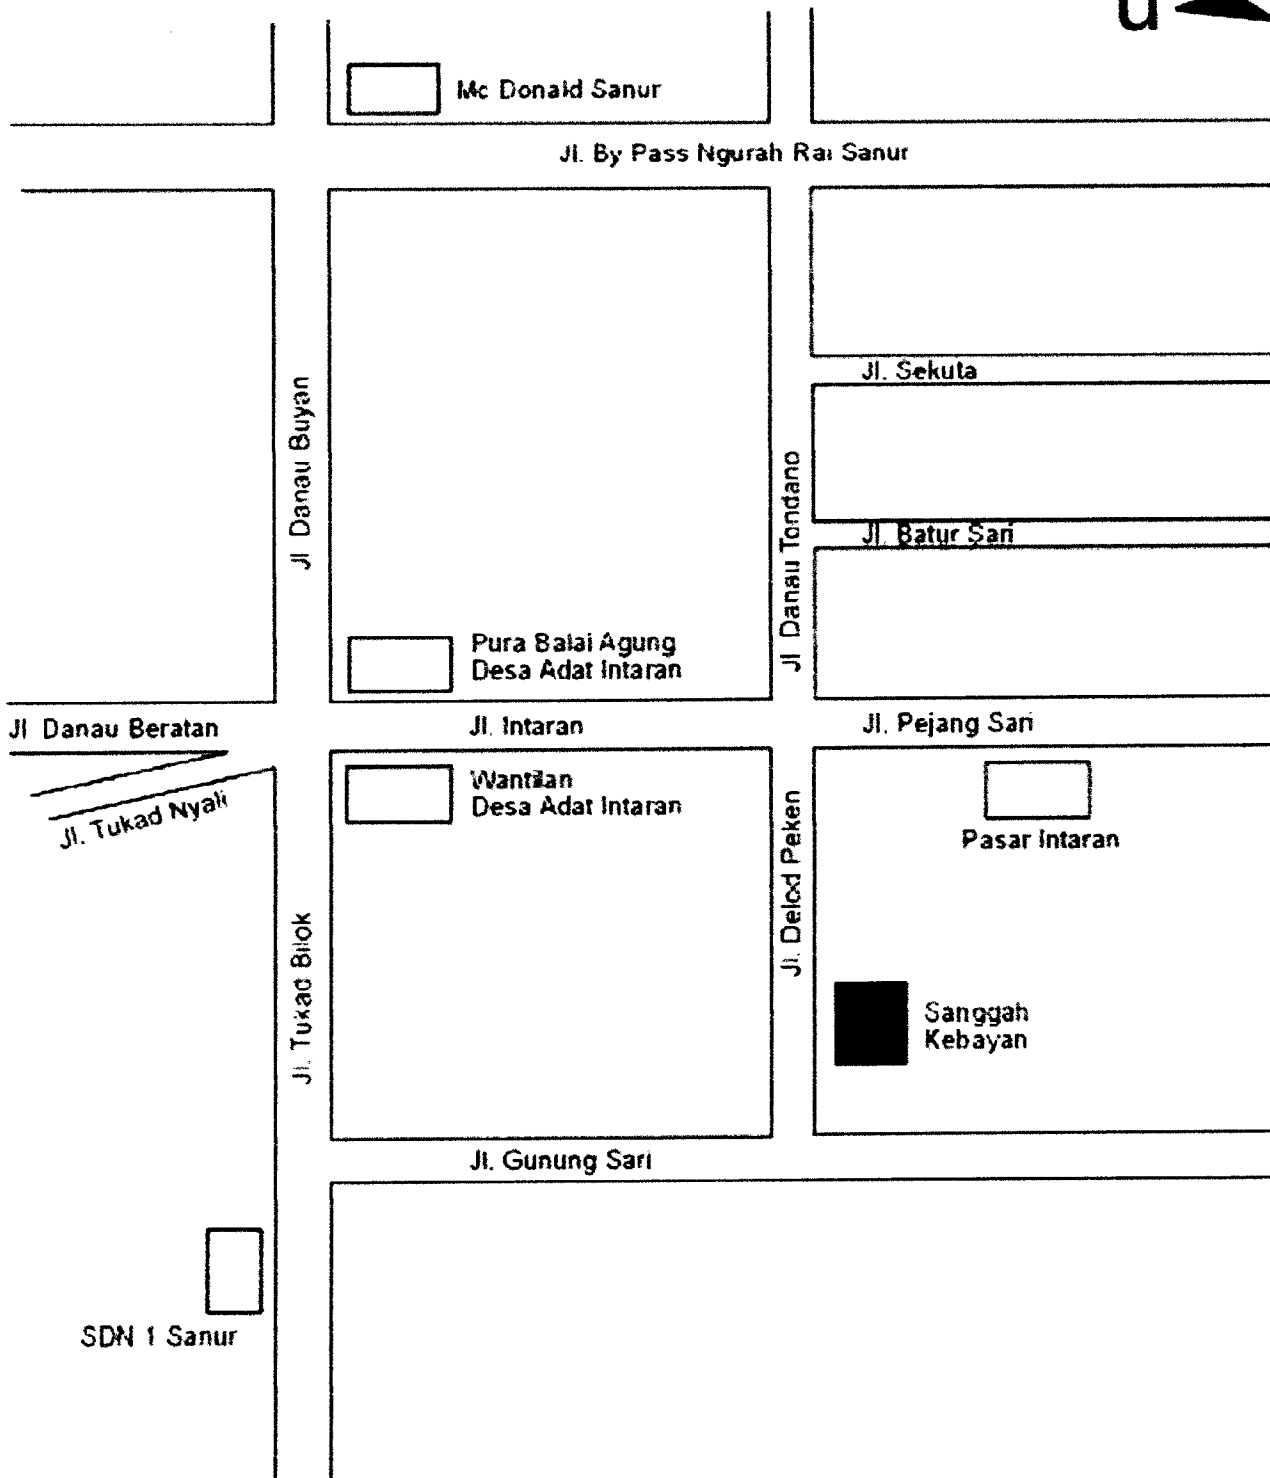 u
Mc Donald Sanur
Jl. By Pass Ngurah Rai Sanur
Jl. Sekuta
Jl Danau Buyan
Jl Danau Tondano
Jl. Batur Sari
Pura Balai Agung
Desa Adat Intaran
Jl Danau Beratan
Jl. Intaran
Jl. Pejang Sari
Jl. Tukad Nyali
Wantilan
Desa Adat Intaran
Pasar Intaran
Jl. Delod Peken
Jl. Tukad Bilok
Sanggah
Kebayan
Jl. Gunung Sari
SDN 1 Sanur